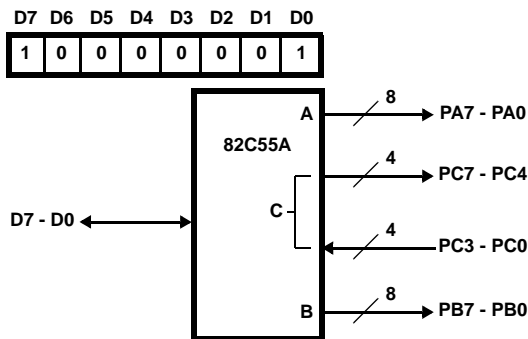 D7 D6 D5 D4 D3 D2 D1 D0
1 0 0 0 0 0 0 1
A
8
PA7 - PA0
82C55A
4
PC7 - PC4
C
D7 - D0
4
PC3 - PC0
B
8
PB7 - PB0